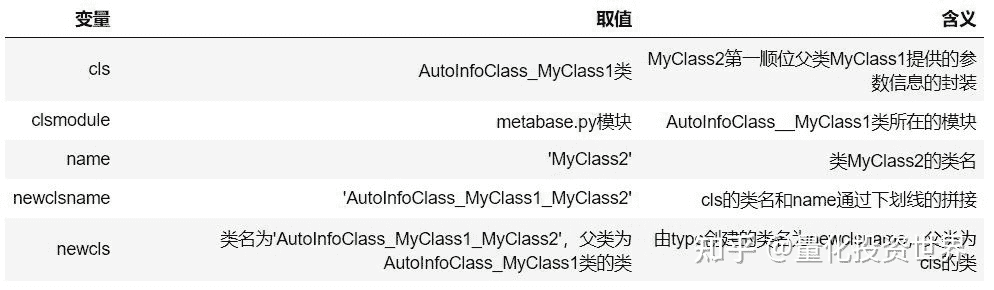 变量 取值 含义
cls AutoInfoClass_MyClass1类 MyClass2第一顺位父类MyClass1提供的参
数信息的封装
clsmodule metabase.py模块 AutoInfoClass__MyClass1类所在的模块
name 'MyClass2' 类MyClass2的类名
newclsname 'AutoInfoClass_MyClass1_MyClass2' cls的类名和name通过下划线的拼接
newcls 类名为'AutoInfoClass_MyClass1_MyClass2'，父类为 由type创建的类名为newclsname，父类为
AutoInfoClass_MyClass1类的类 cls的类
知乎 @量化投资世界